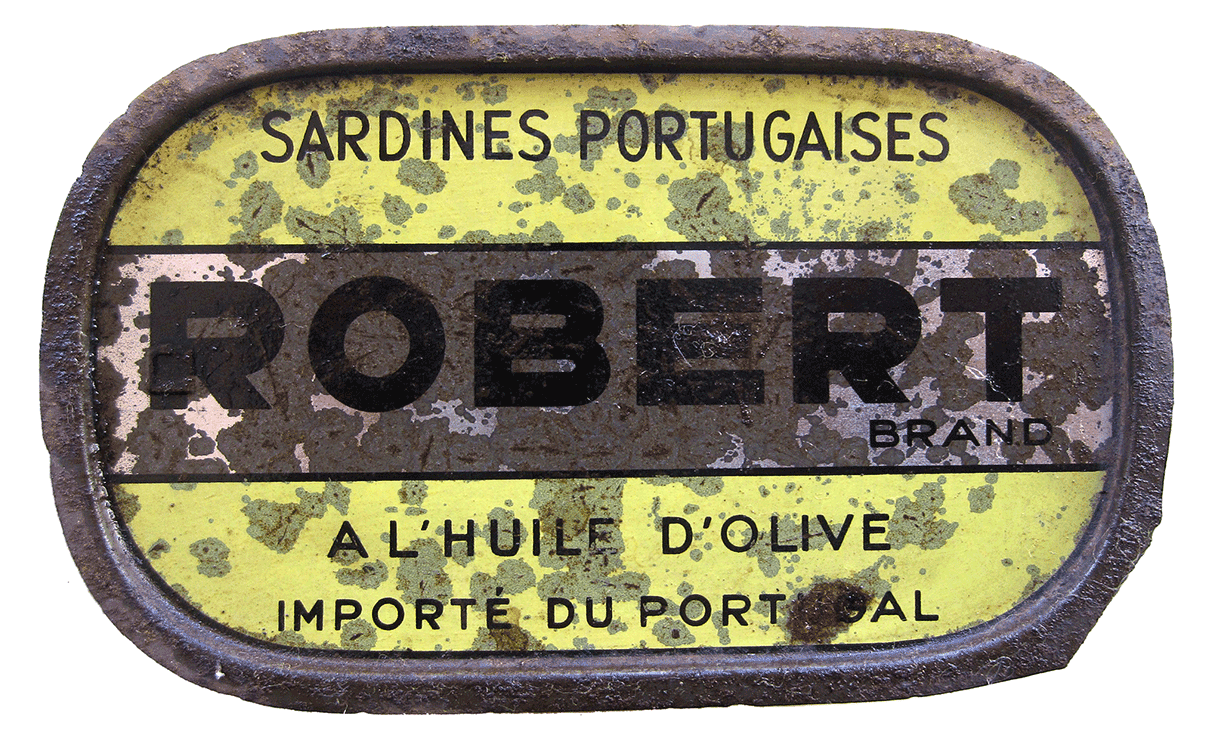 SARDINES PORTUGAISES
ROBERT
BRAND
A L'HUILE D'OLIVE
IMPORTÉ DU PORTUGAL